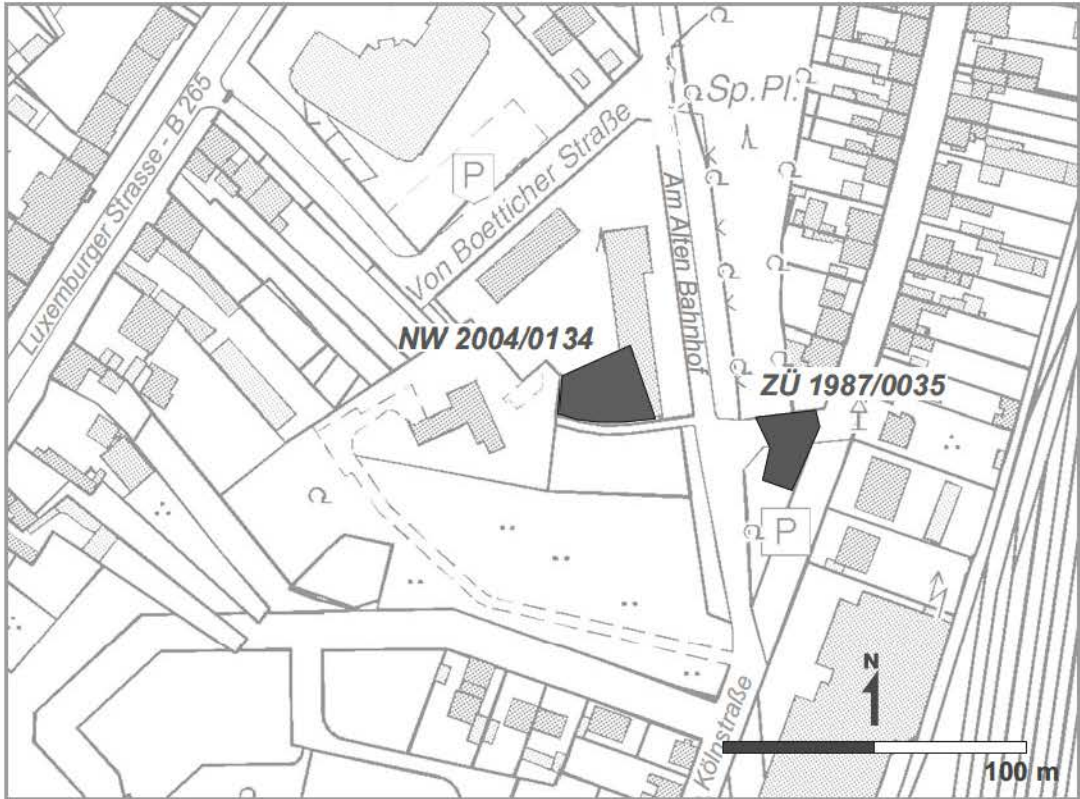 Sp.Pl.
Luxemburger Strasse - B 265
P
Von Boetticher Straße
Am Alten Bahnhof
NW 2004/0134
ZÜ 1987/0035
P
N
Kölnstraße
100 m